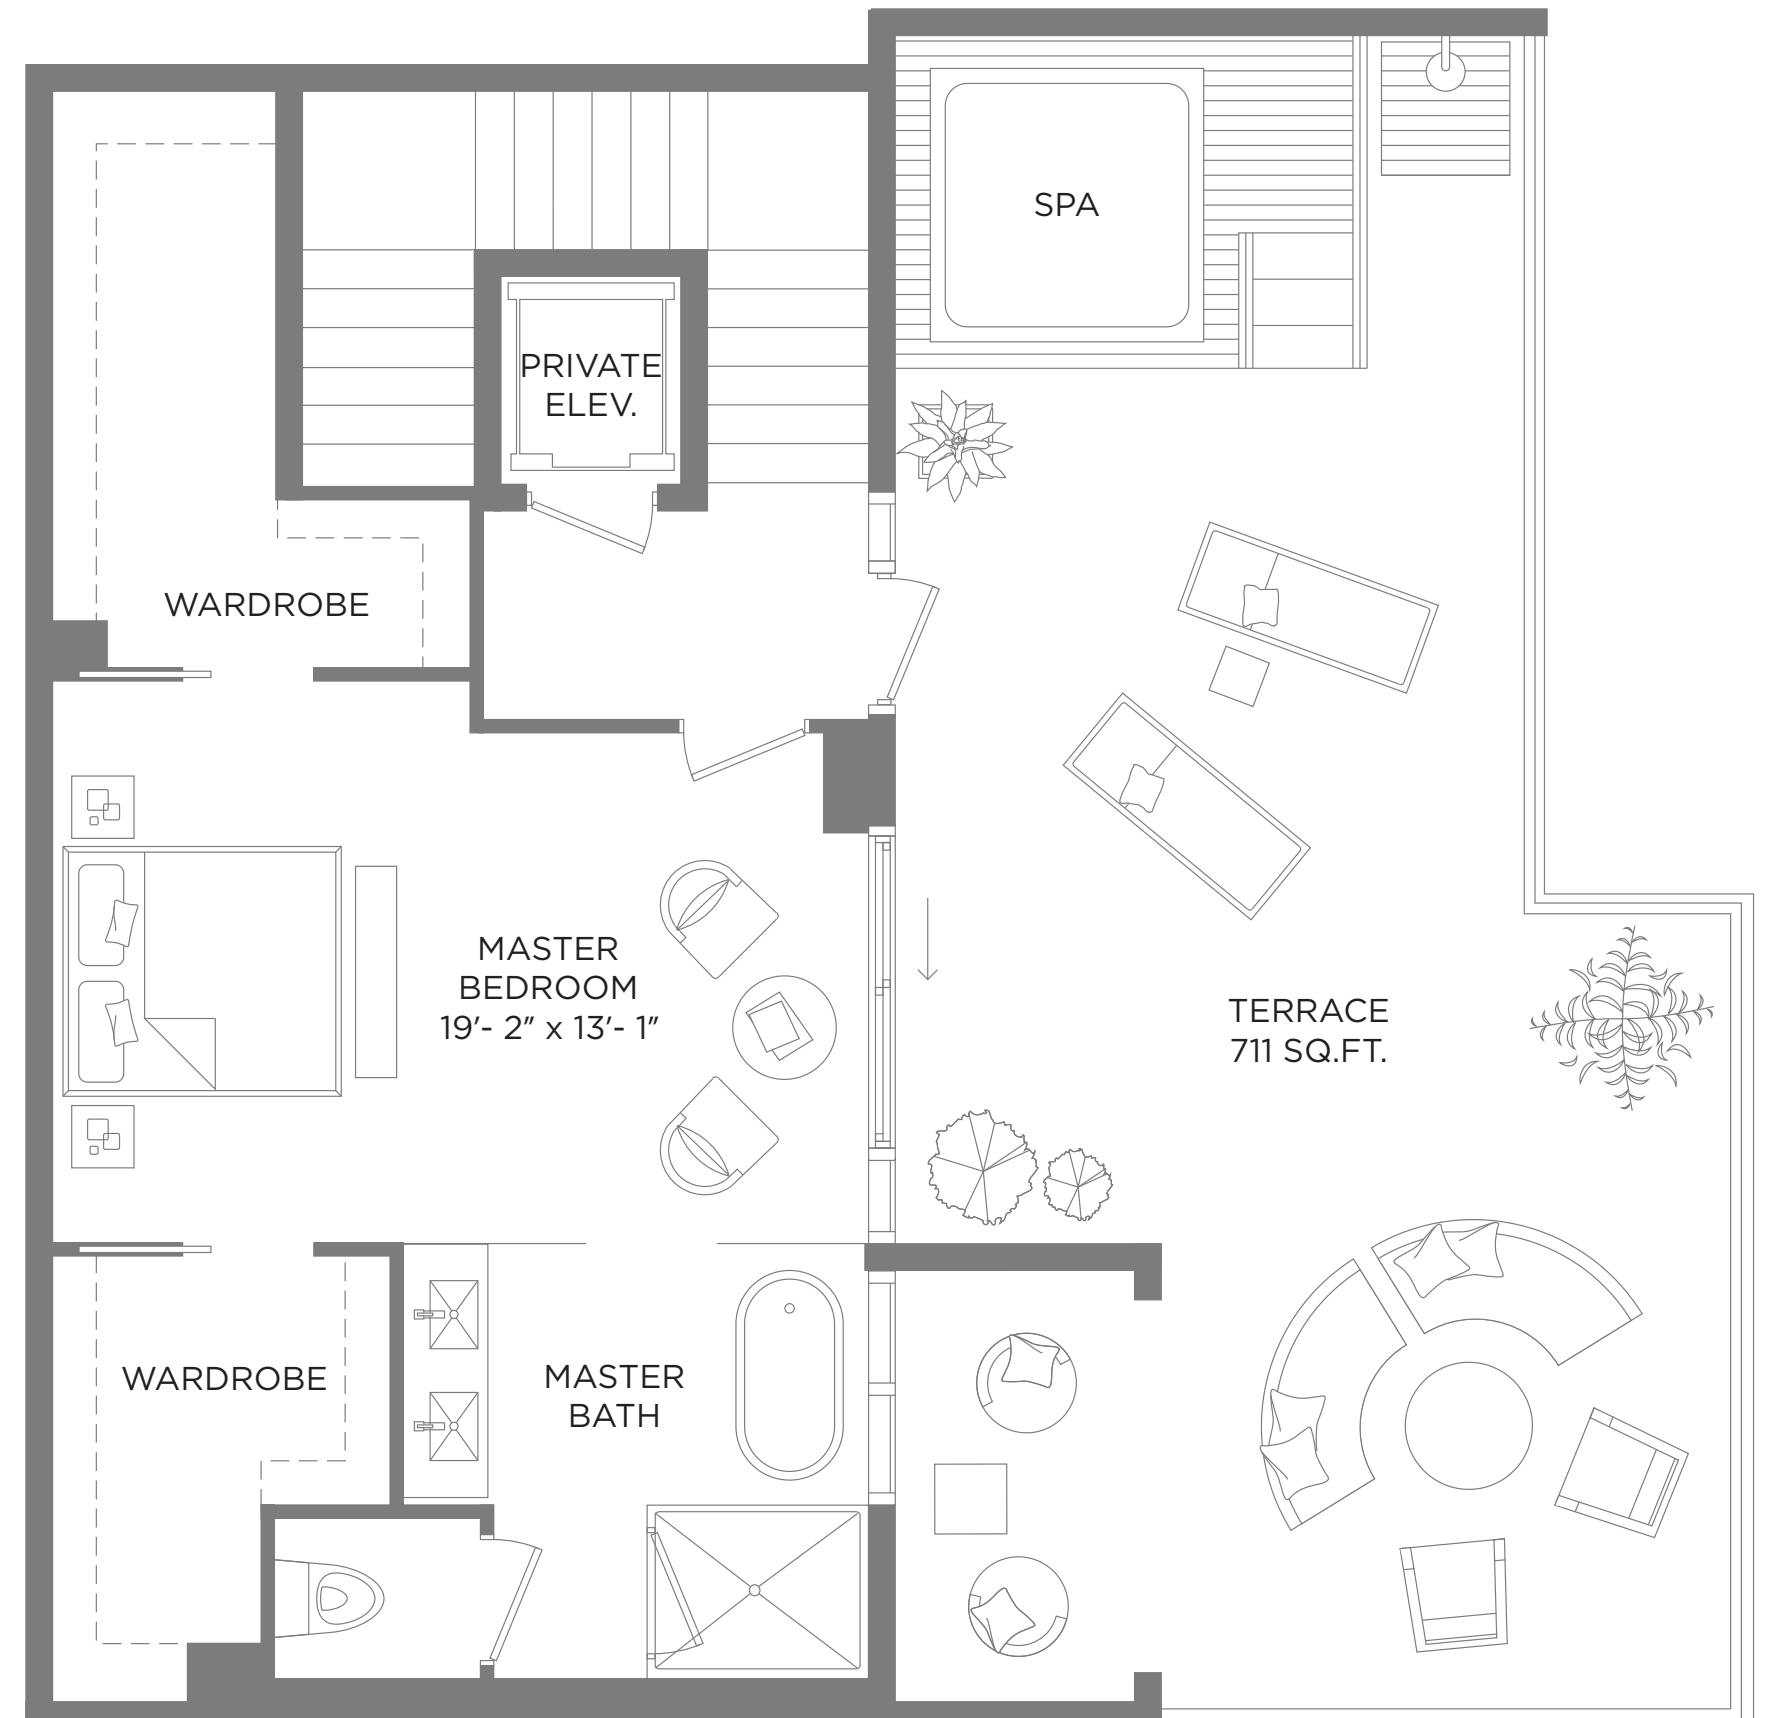 SPA
PRIVATE
ELEV.
WARDROBE
MASTER
BEDROOM
19′- 2″ x 13′- 1″
TERRACE
711 SQ.FT.
WARDROBE
MASTER
BATH